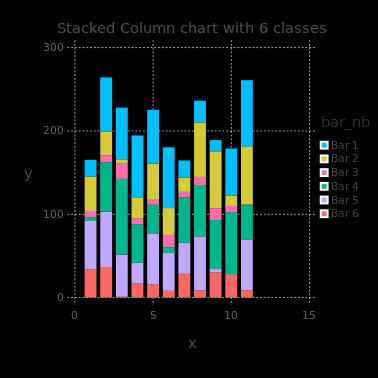 Stacked Column chart with 6 classes
300
200
100
0
0 5 10 15
y
x
bar_nb
Bar 1
Bar 2
Bar 3
Bar 4
Bar 5
Bar 6